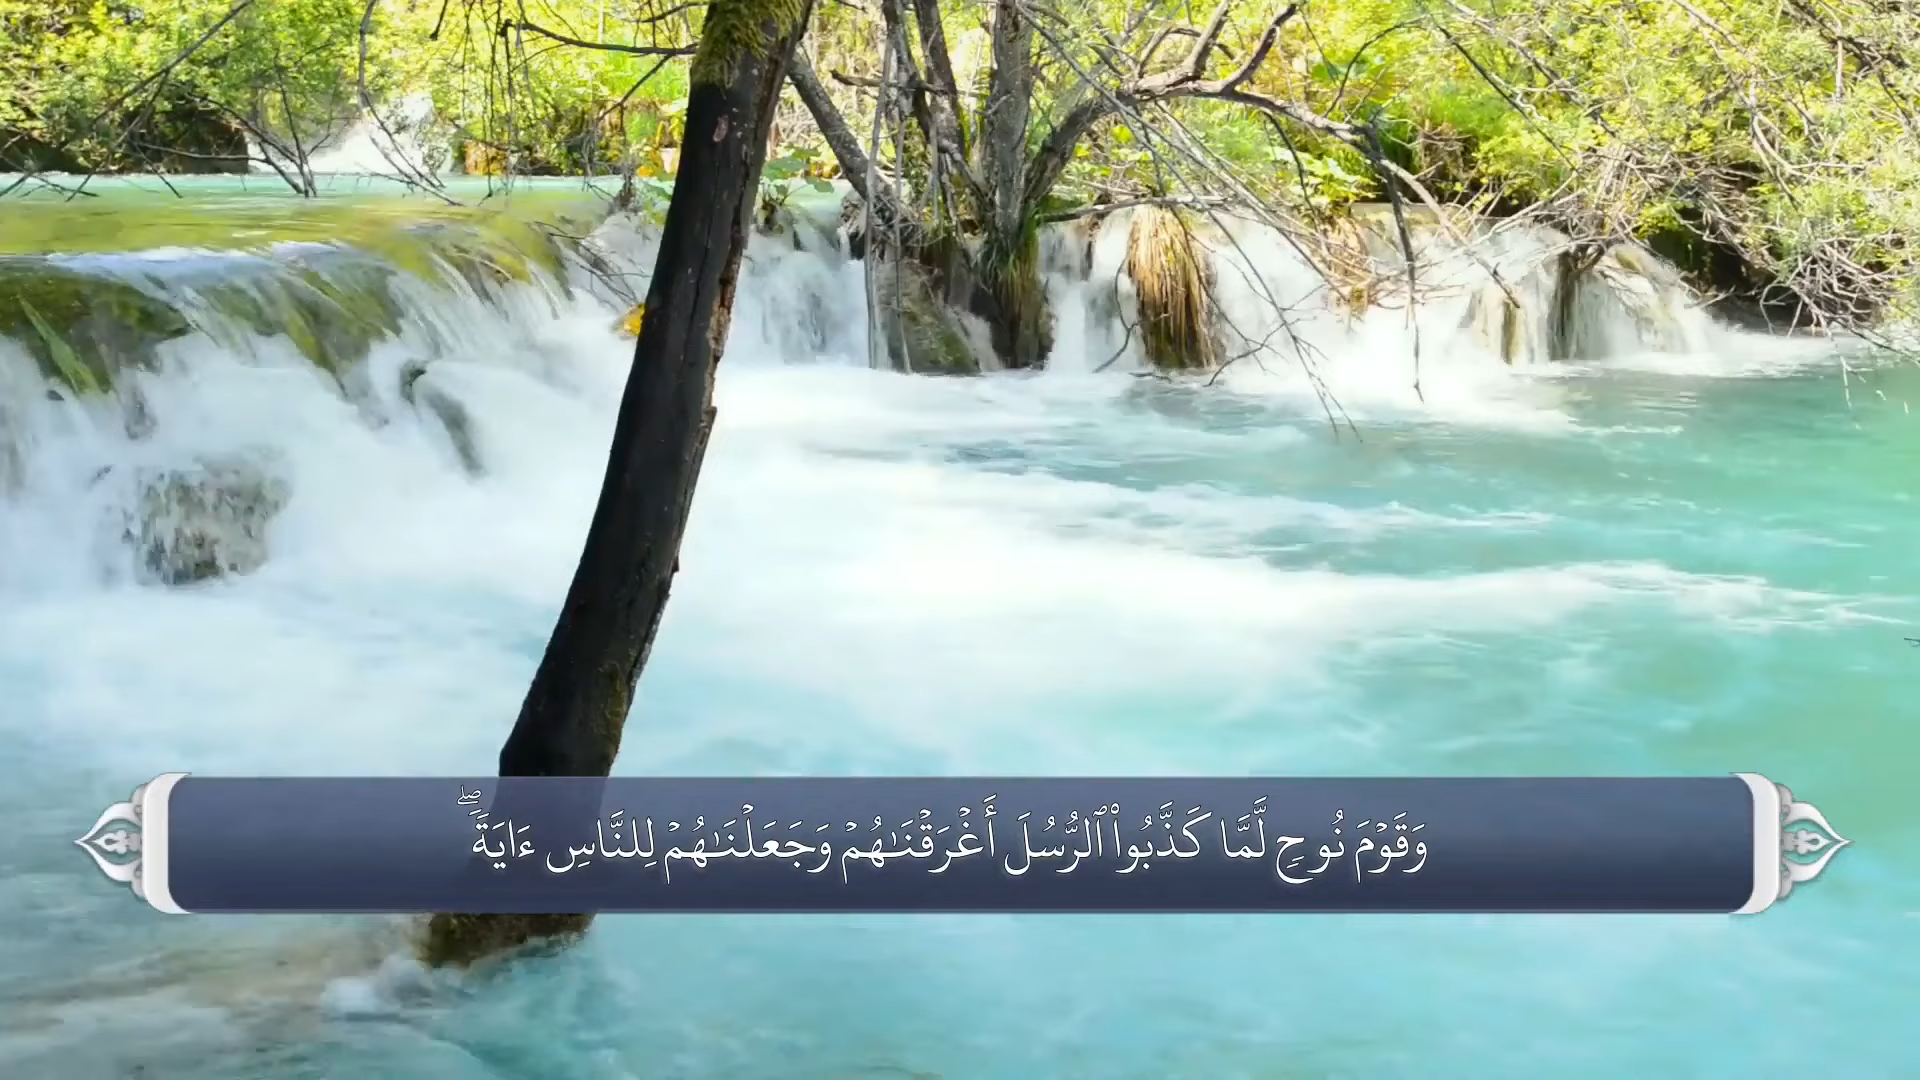 وَقَوْمَ نُوحٍ لَّمَّا كَذَّبُوا۟ ٱلرُّسُلَ أَغْرَقْنَـٰهُمْ وَجَعَلْنَـٰهُمْ لِلنَّاسِ ءَايَةًۖ